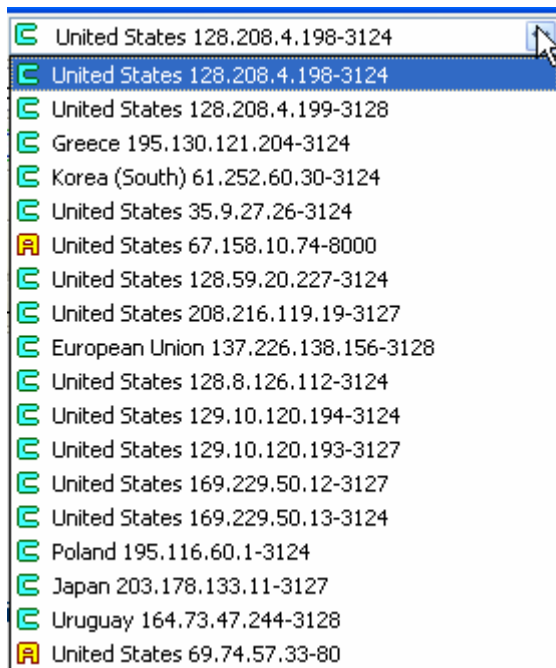 United States 128.208.4.198-3124
C United States 128.208.4.198-3124
C United States 128.208.4.199-3128
C Greece 195.130.121.204-3124
C Korea (South) 61.252.60.30-3124
C United States 35.9.27.26-3124
A United States 67.158.10.74-8000
C United States 128.59.20.227-3124
C United States 208.216.119.19-3127
C European Union 137.226.138.156-3128
C United States 128.8.126.112-3124
C United States 129.10.120.194-3124
C United States 129.10.120.193-3127
C United States 169.229.50.12-3127
C United States 169.229.50.13-3124
C Poland 195.116.60.1-3124
C Japan 203.178.133.11-3127
C Uruguay 164.73.47.244-3128
A United States 69.74.57.33-80